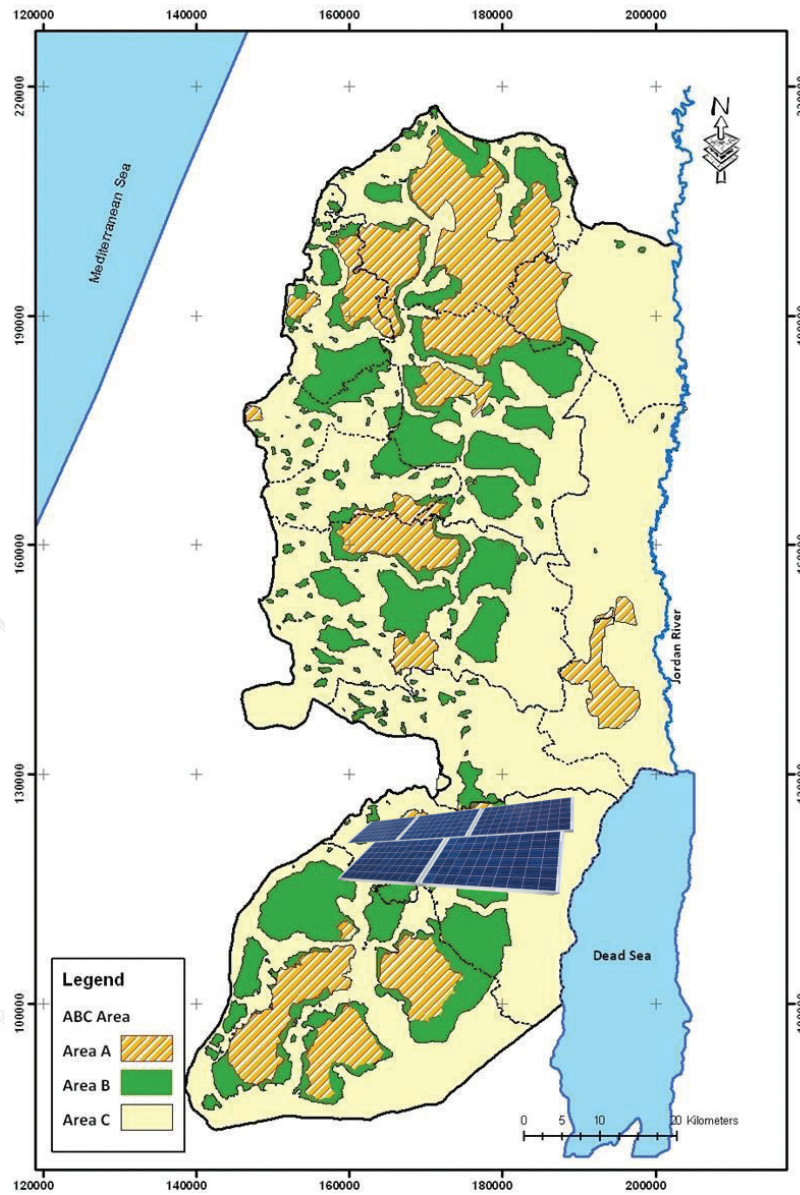 120000 140000 160000 180000 200000
220000
N
Mediterranean Sea
190000
160000
Jordan River
130000
Dead Sea
Legend
ABC Area
Area A
Area B
Area C
100000
0 5 10 20 Kilometers
120000 140000 160000 180000 200000